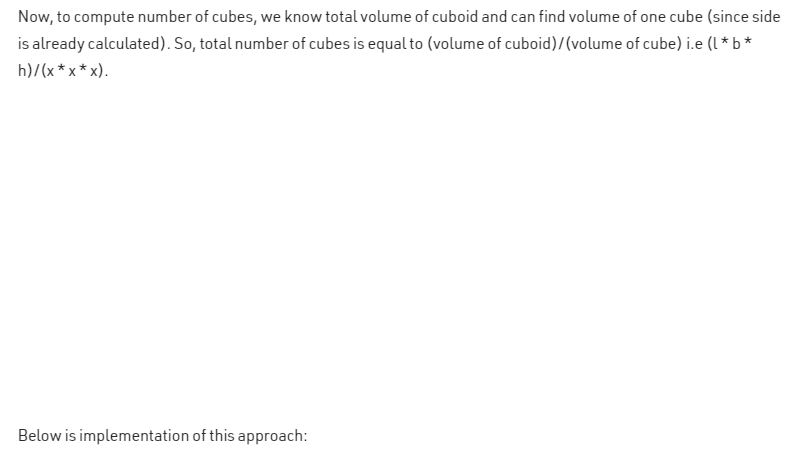 Now, to compute number of cubes, we know total volume of cuboid and can find volume of one cube (since side
is already calculated). So, total number of cubes is equal to (volume of cuboid)/(volume of cube) i.e (l * b *
h)/(x * x * x).
Below is implementation of this approach: